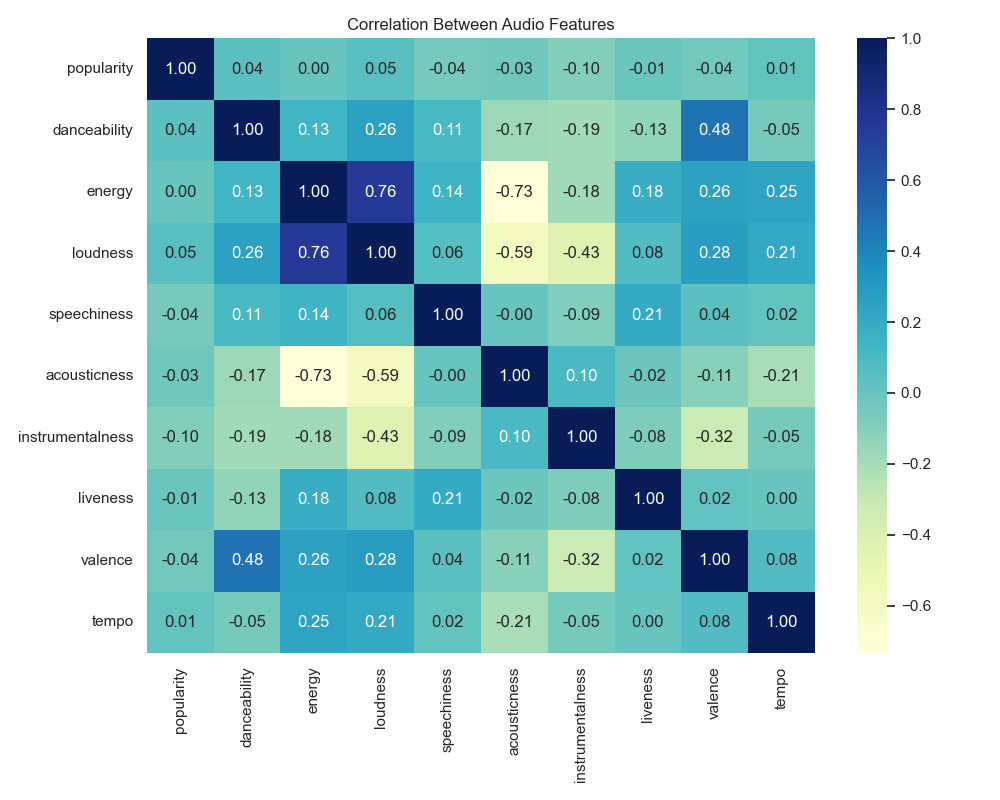 Correlation Between Audio Features
popularity 1.00 0.04 0.00 0.05 -0.04 -0.03 -0.10 -0.01 -0.04 0.01
danceability 0.04 1.00 0.13 0.26 0.11 -0.17 -0.19 -0.13 0.48 -0.05
energy 0.00 0.13 1.00 0.76 0.14 -0.73 -0.18 0.18 0.26 0.25
loudness 0.05 0.26 0.76 1.00 0.06 -0.59 -0.43 0.08 0.28 0.21
speechiness -0.04 0.11 0.14 0.06 1.00 -0.00 -0.09 0.21 0.04 0.02
acousticness -0.03 -0.17 -0.73 -0.59 -0.00 1.00 0.10 -0.02 -0.11 -0.21
instrumentalness -0.10 -0.19 -0.18 -0.43 -0.09 0.10 1.00 -0.08 -0.32 -0.05
liveness -0.01 -0.13 0.18 0.08 0.21 -0.02 -0.08 1.00 0.02 0.00
valence -0.04 0.48 0.26 0.28 0.04 -0.11 -0.32 0.02 1.00 0.08
tempo 0.01 -0.05 0.25 0.21 0.02 -0.21 -0.05 0.00 0.08 1.00
popularity
danceability
energy
loudness
speechiness
acousticness
instrumentalness
liveness
valence
tempo
1.0
0.8
0.6
0.4
0.2
0.0
−0.2
−0.4
−0.6